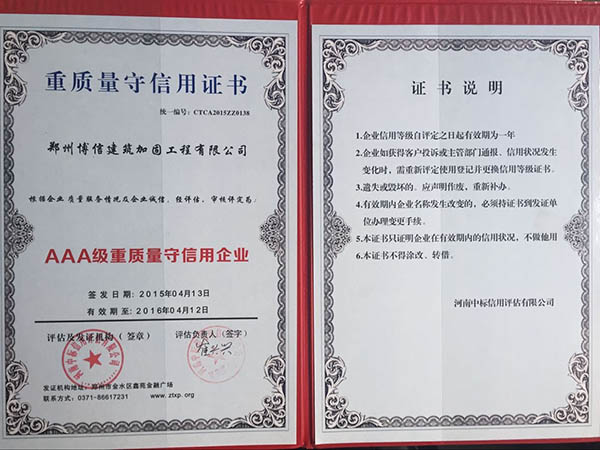 重质量守信用证书
统一编号：CTCA2015ZZ0138
郑州博信建筑加固工程有限公司
根据企业质量服务情况及企业诚信、经评估，审核评定为：
AAA级重质量守信用企业
签发日期：2015年04月13日
有效期至：2016年04月12日
评估及发证机构（签章）
评估负责人（签字）
发证机构地址：郑州市金水区鑫苑金融广场
联系方式：0371-86617231 www.ztxp.org
证书说明
1.企业信用等级自评定之日起有效期为一年
2.企业如获得客户投诉或主管部门通报、信用状况发生
变化时，需重新评定使用登记并更换信用等级证书。
3.遗失或毁坏的。应声明作废，重新补办。
4.有效期内企业名称发生改变的，必须持证书到发证单
位办理变更手续。
5.本证书只证明企业在有效期内的信用状况，不做他用
6.本证书不得涂改、转借。
河南中标信用评估有限公司